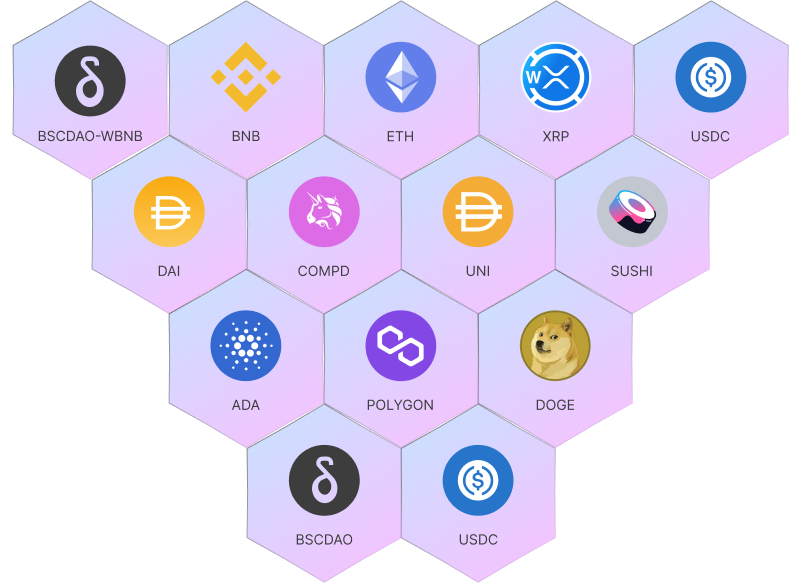 BSCDAO-WBNB
BNB
ETH
W
XRP
USDC
DAI
COMPD
UNI
SUSHI
ADA
POLYGON
DOGE
BSCDAO
USDC